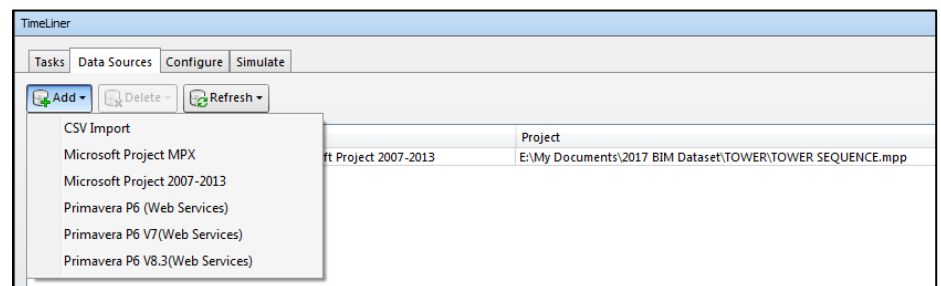 TimeLiner
Tasks Data Sources Configure Simulate
Add Delete Refresh
CSV Import
Project
Microsoft Project MPX
ft Project 2007-2013 E:\My Documents\2017 BIM Dataset\TOWER\TOWER SEQUENCE.mpp
Microsoft Project 2007-2013
Primavera P6 (Web Services)
Primavera P6 V7(Web Services)
Primavera P6 V8.3(Web Services)